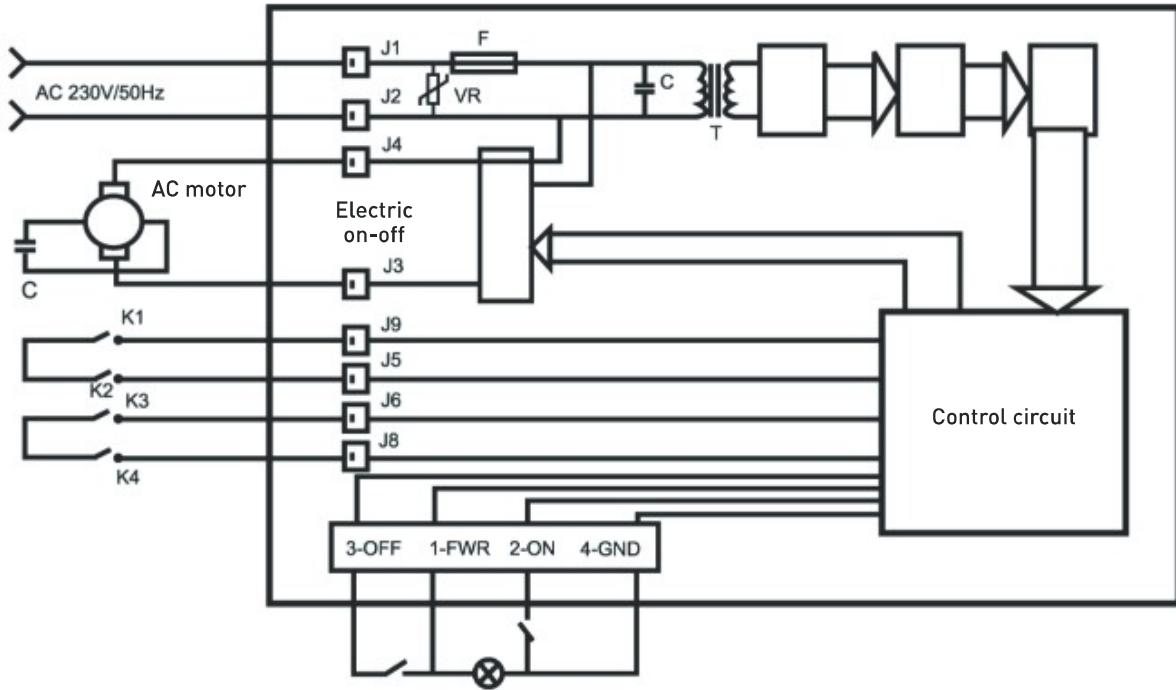 J1
F
AC 230V/50Hz
J2
VR
C
T
J4
AC motor
Electric
on-off
J3
C
K1
J9
K2
J5
K3
J6
J8
K4
Control circuit
3-OFF 1-FWR 2-ON 4-GND